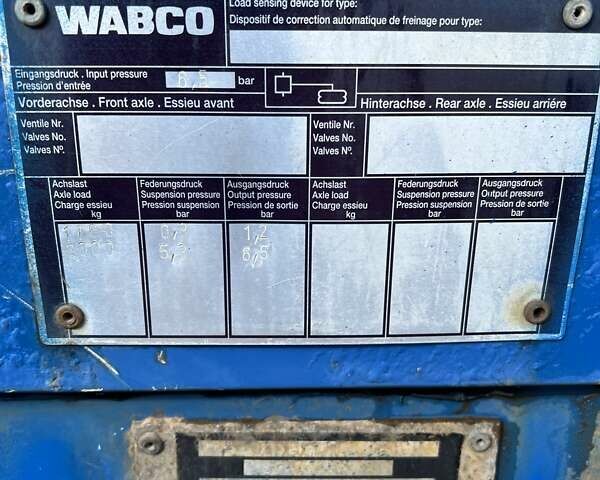 WABCO
Load sensing device for type:
Dispositif de correction automatique de freinage pour type:
Eingangsdruck . Input pressure
Pression d'entrée
6,5 bar
Vorderachse . Front axle . Essieu avant
Hinterachse . Rear axle . Essieu arriére
Ventile Nr.
Valves No.
Valves Nº.
Ventile Nr.
Valves No.
Valves Nº.
Achslast
Axle load
Charge essieu
kg
Federungsdruck
Suspension pressure
Pression suspension
bar
Ausgangsdruck
Output pressure
Pression de sortie
bar
Achslast
Axle load
Charge essieu
kg
Federungsdruck
Suspension pressure
Pression suspension
bar
Ausgangsdruck
Output pressure
Pression de sortie
bar
1,2
6,5